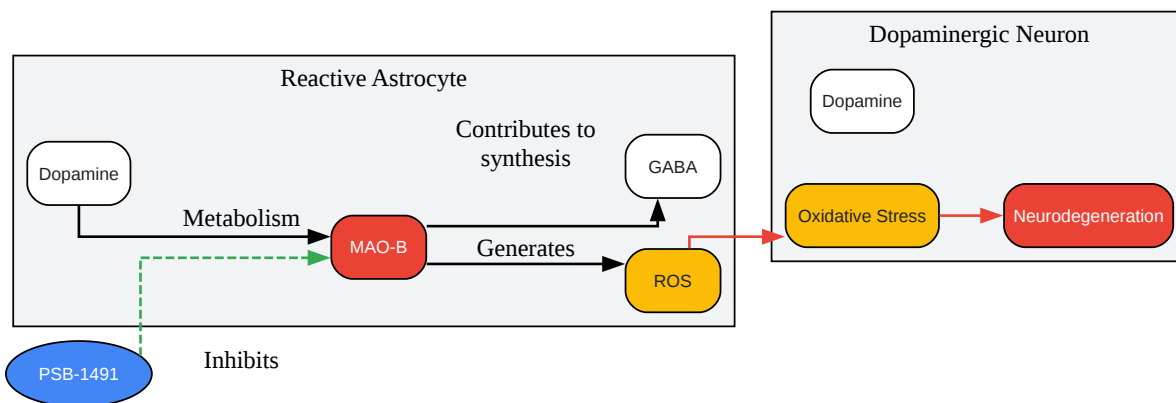 Reactive Astrocyte
Dopamine
Metabolism
MAO-B
Contributes to
synthesis
GABA
Generates
ROS
PSB-1491
Inhibits
Dopaminergic Neuron
Dopamine
Oxidative Stress
Neurodegeneration